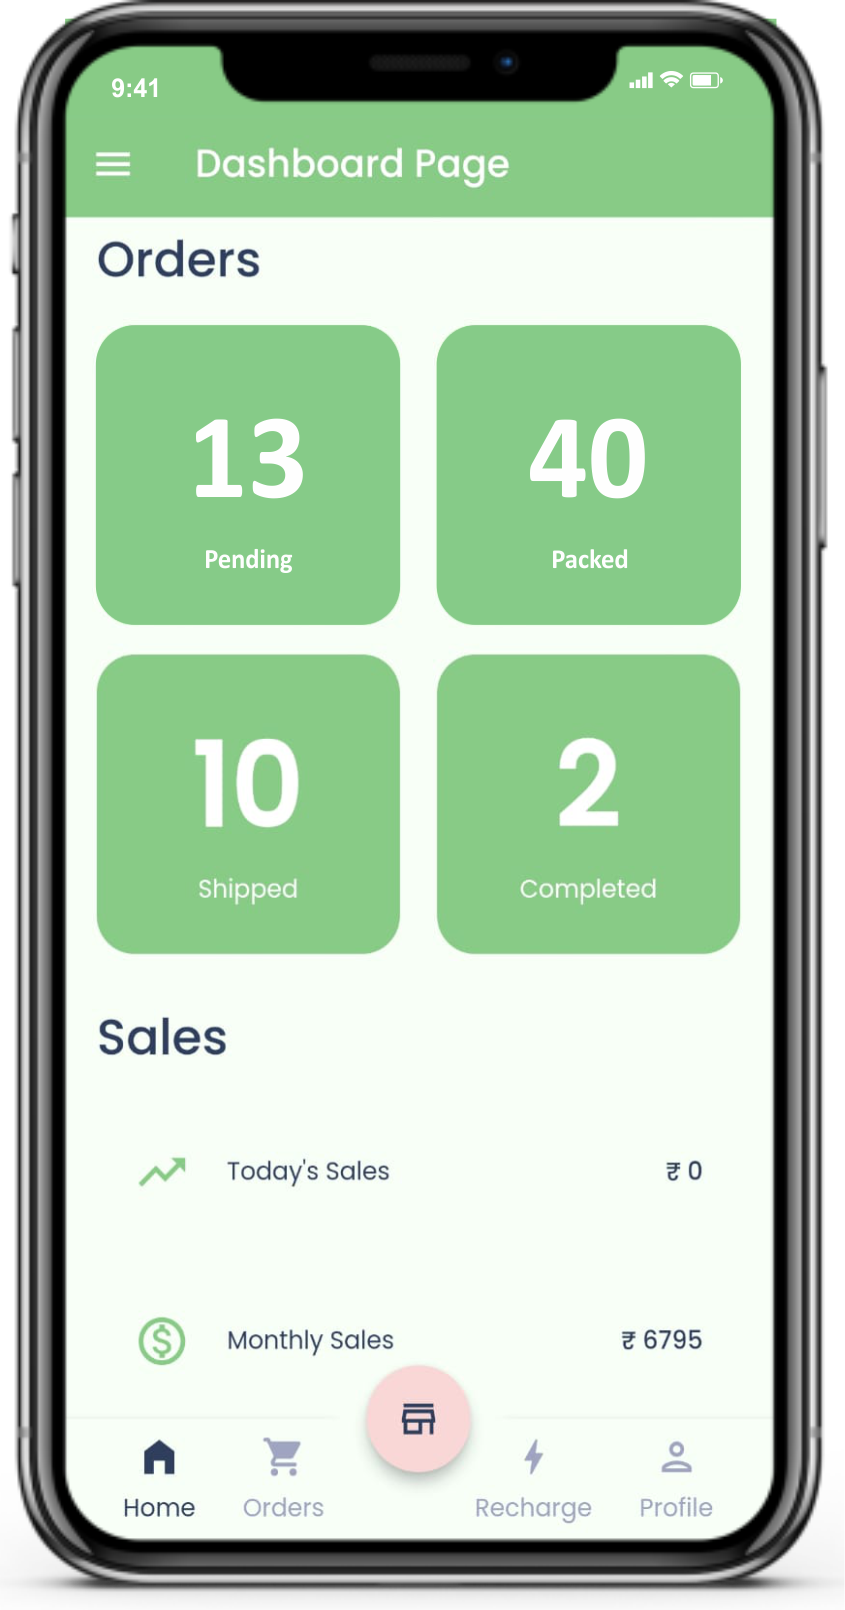 9:41
Dashboard Page
Orders
13 40
Pending Packed
10 2
Shipped Completed
Sales
Today's Sales ₹ 0
Monthly Sales ₹ 6795
Home Orders Recharge Profile